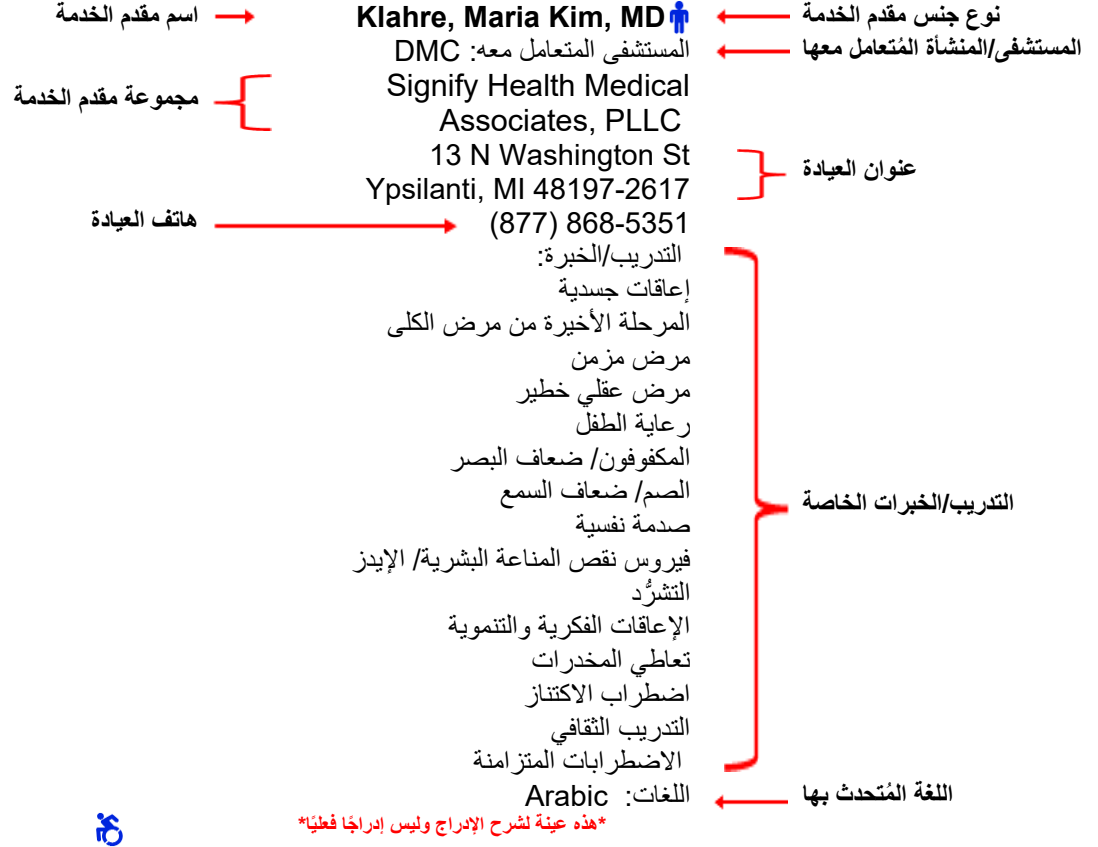 نوع جنس مقدم الخدمة
Klahre, Maria Kim, MD
اسم مقدم الخدمة
المستشفى/المنشأة المُتعامل معها
المستشفى المتعامل معه: DMC
Signify Health Medical
Associates, PLLC
مجموعة مقدم الخدمة
13 N Washington St
Ypsilanti, MI 48197-2617
عنوان العيادة
(877) 868-5351
هاتف العيادة
التدريب/الخبرة:
إعاقات جسدية
المرحلة الأخيرة من مرض الكلى
مرض مزمن
مرض عقلي خطير
رعاية الطفل
المكفوفون/ ضعاف البصر
الصم/ ضعاف السمع
التدريب/الخبرات الخاصة
صدمة نفسية
فيروس نقص المناعة البشرية/ الإيدز
التشرُّد
الإعاقات الفكرية والتنموية
تعاطي المخدرات
اضطراب الاكتناز
التدريب الثقافي
الاضطرابات المتزامنة
اللغة المُتحدث بها
اللغات: Arabic
*هذه عينة لشرح الإدراج وليس إدراجًا فعليًا*